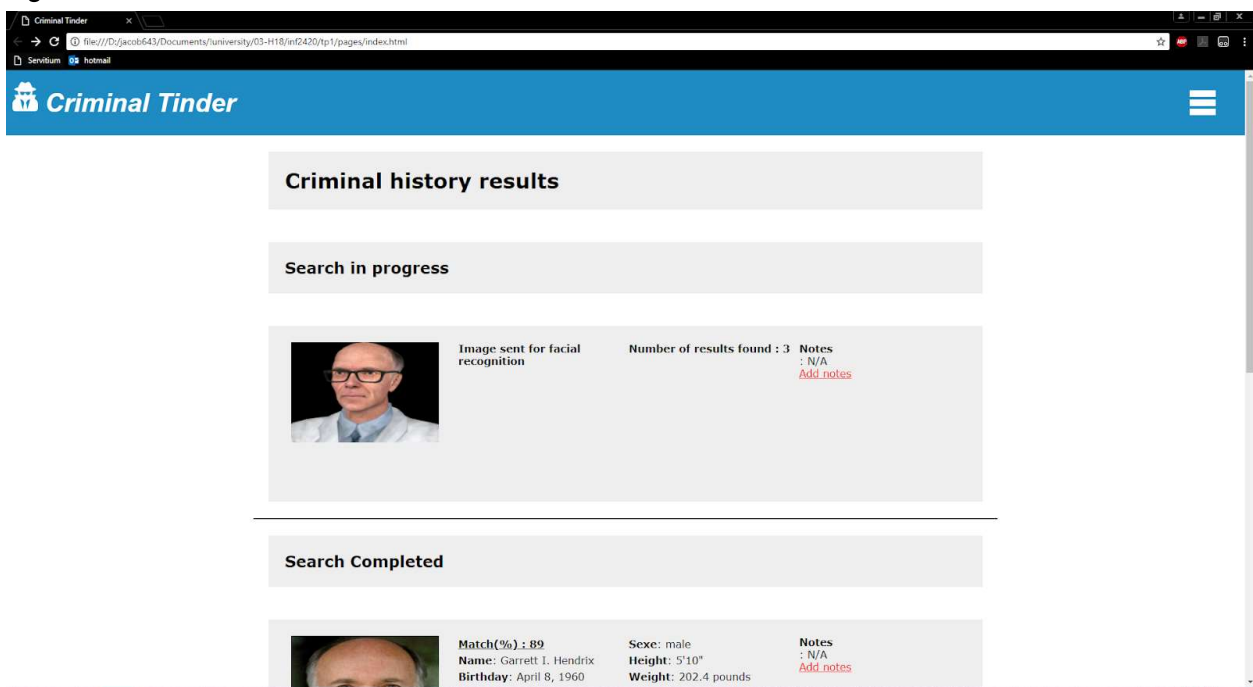 Criminal Tinder
file:///D:/jacob643/Documents/!university/03-H18/inf2420/tp1/pages/index.html
Servitium hotmail
Criminal Tinder
Criminal history results
Search in progress
Image sent for facial recognition
Number of results found : 3
Notes
: N/A
Add notes
Search Completed
Match(%) : 89
Name: Garrett I. Hendrix
Birthday: April 8, 1960
Sexe: male
Height: 5'10"
Weight: 202.4 pounds
Notes
: N/A
Add notes